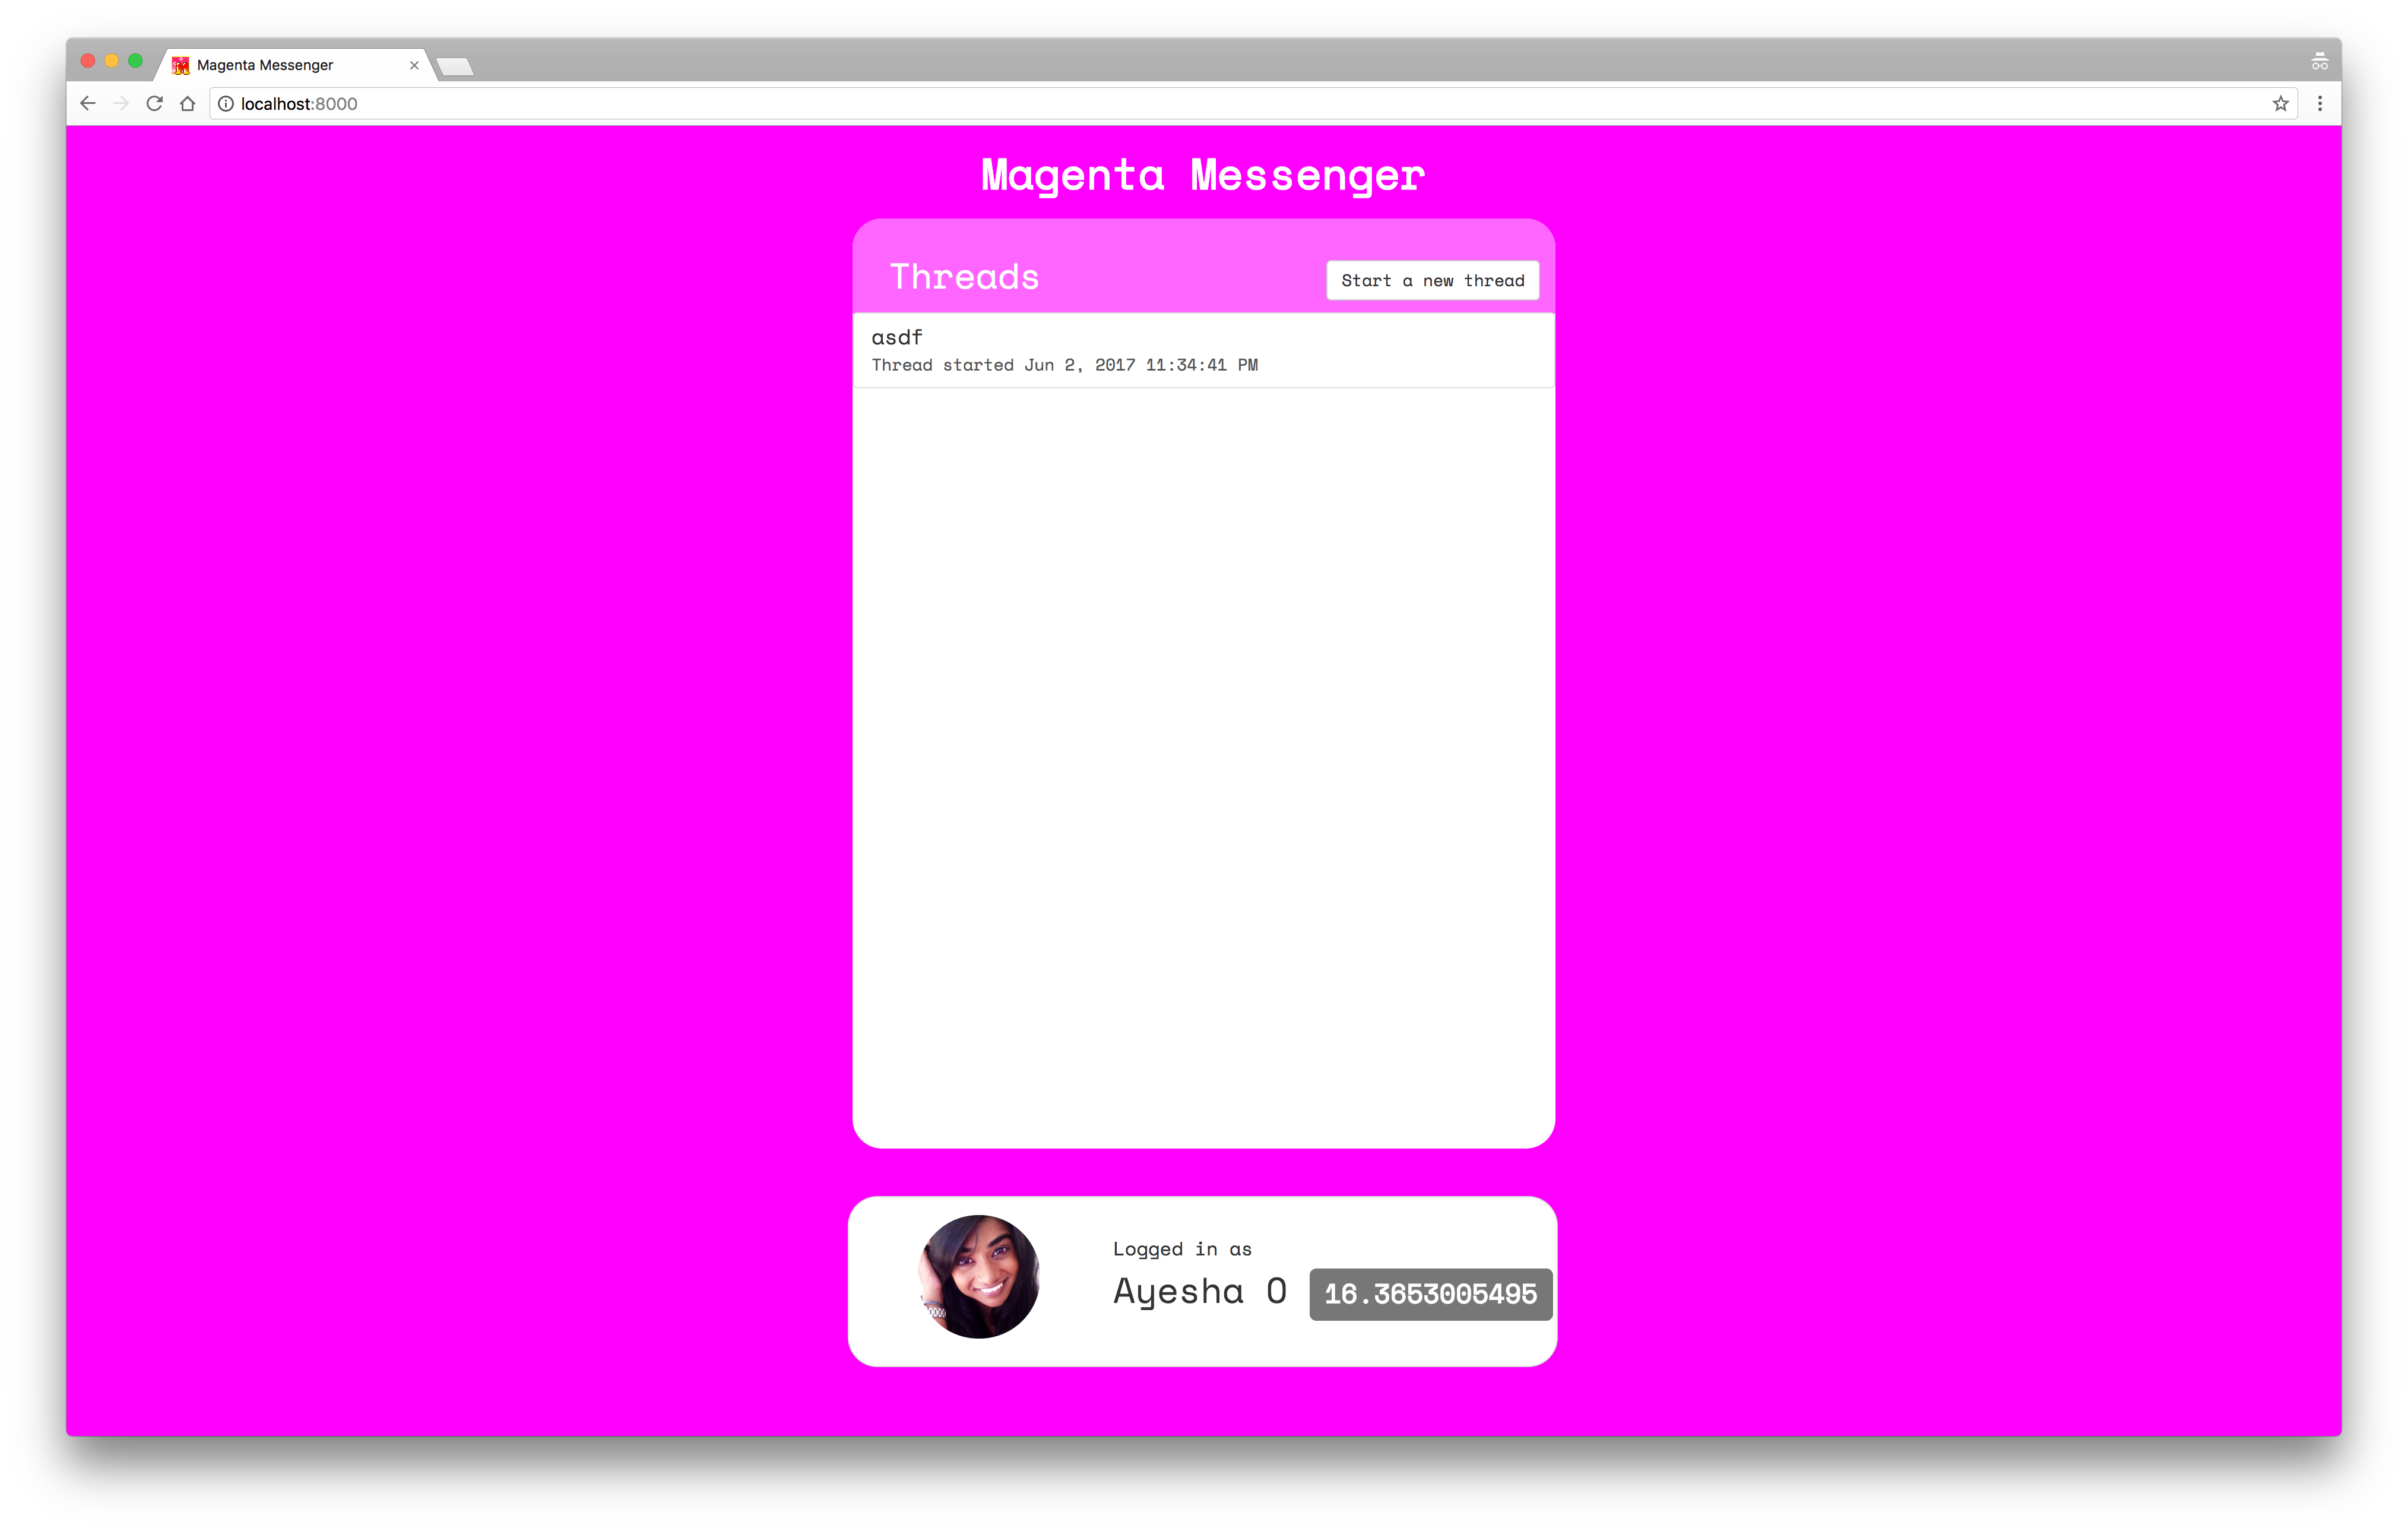 Magenta Messenger
localhost:8000
Magenta Messenger
Threads
Start a new thread
asdf
Thread started Jun 2, 2017 11:34:41 PM
Logged in as
Ayesha O
16.3653005495